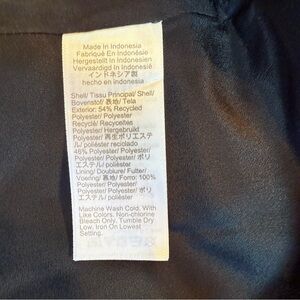 Made In Indonesia
Fabriqué En Indonésie
Hergestellt In Indonesien
Vervaardigd In Indonesië
インドネシア製
hecho en Indonesia
Shell/ Tissu Principal/ Shell/
Bovenstof/ 表地/ Tela
Exterior: 54% Recycled
Polyester/ Polyester
Recyclé/ Recyceltes
Polyester/ Hergebruikt
Polyester/ 再生ポリエステ
ル/ poliéster reciclado
46% Polyester/ Polyester/
Polyester/ Polyester/ ポリ
エステル/ poliéster
Lining/ Doublure/ Futter/
Voering/ 裏地/ Forro: 100%
Polyester/ Polyester/
Polyester/ Polyester/ ポリ
エステル/ poliéster
Machine Wash Cold, With
Like Colors. Non-chlorine
Bleach Only. Tumble Dry
Low. Iron On Lowest
Setting.